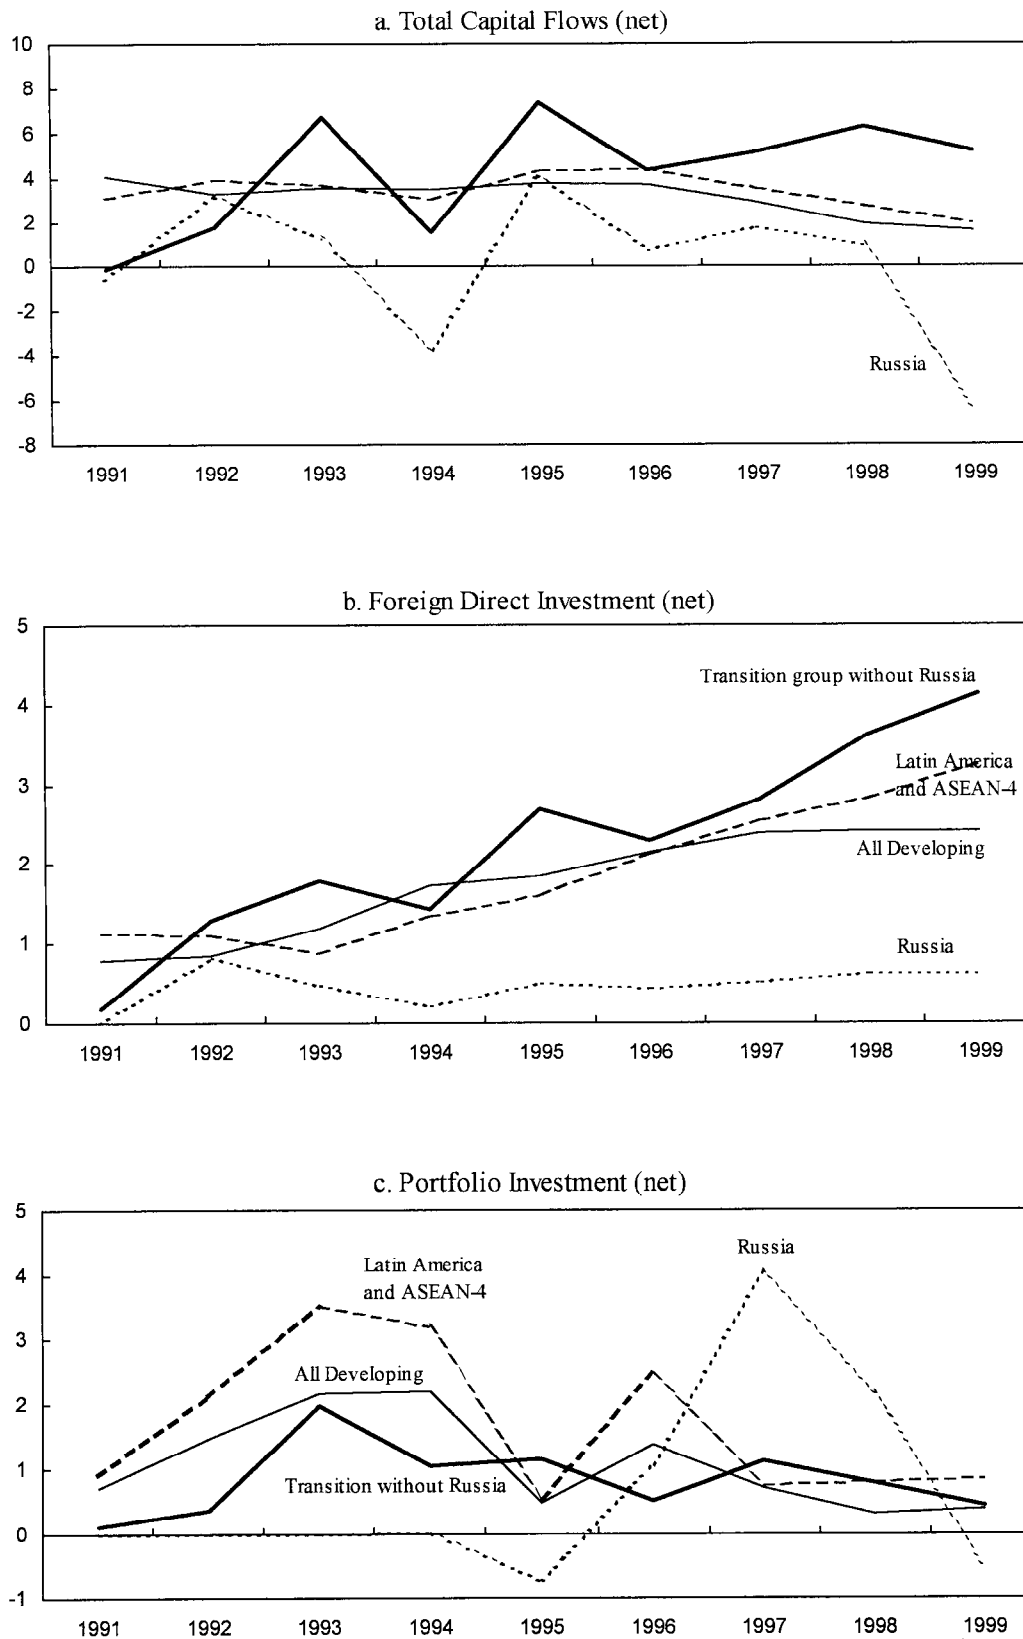 a. Total Capital Flows (net)
10
8
6
4
2
0
-2
-4
-6
-8
Russia
1991 1992 1993 1994 1995 1996 1997 1998 1999
b. Foreign Direct Investment (net)
5
4
3
2
1
0
Transition group without Russia
Latin America
and ASEAN-4
All Developing
Russia
1991 1992 1993 1994 1995 1996 1997 1998 1999
c. Portfolio Investment (net)
5
4
3
2
1
0
-1
Russia
Latin America
and ASEAN-4
All Developing
Transition without Russia
1991 1992 1993 1994 1995 1996 1997 1998 1999